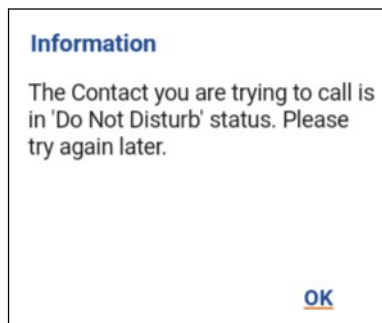 Information
The Contact you are trying to call is
in 'Do Not Disturb' status. Please
try again later.
OK